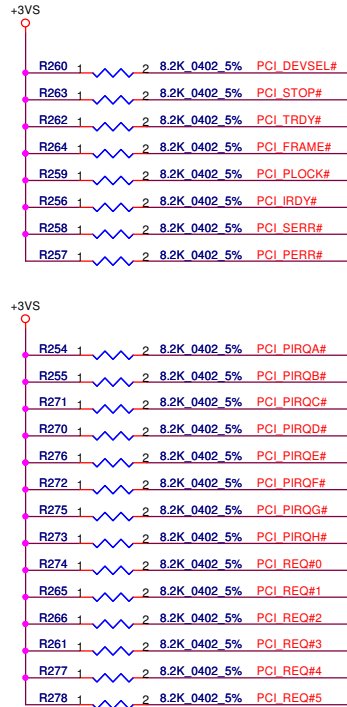 +3VS
R260 1 2 8.2K_0402_5% PCI_DEVSEL#
R263 1 2 8.2K_0402_5% PCI_STOP#
R262 1 2 8.2K_0402_5% PCI_TRDY#
R264 1 2 8.2K_0402_5% PCI_FRAME#
R259 1 2 8.2K_0402_5% PCI_PLOCK#
R256 1 2 8.2K_0402_5% PCI_IRDY#
R258 1 2 8.2K_0402_5% PCI_SERR#
R257 1 2 8.2K_0402_5% PCI_PERR#
+3VS
R254 1 2 8.2K_0402_5% PCI_PIRQA#
R255 1 2 8.2K_0402_5% PCI_PIRQB#
R271 1 2 8.2K_0402_5% PCI_PIRQC#
R270 1 2 8.2K_0402_5% PCI_PIRQD#
R276 1 2 8.2K_0402_5% PCI_PIRQE#
R272 1 2 8.2K_0402_5% PCI_PIRQF#
R275 1 2 8.2K_0402_5% PCI_PIRQG#
R273 1 2 8.2K_0402_5% PCI_PIRQH#
R274 1 2 8.2K_0402_5% PCI_REQ#0
R265 1 2 8.2K_0402_5% PCI_REQ#1
R266 1 2 8.2K_0402_5% PCI_REQ#2
R261 1 2 8.2K_0402_5% PCI_REQ#3
R277 1 2 8.2K_0402_5% PCI_REQ#4
R278 1 2 8.2K_0402_5% PCI_REQ#5